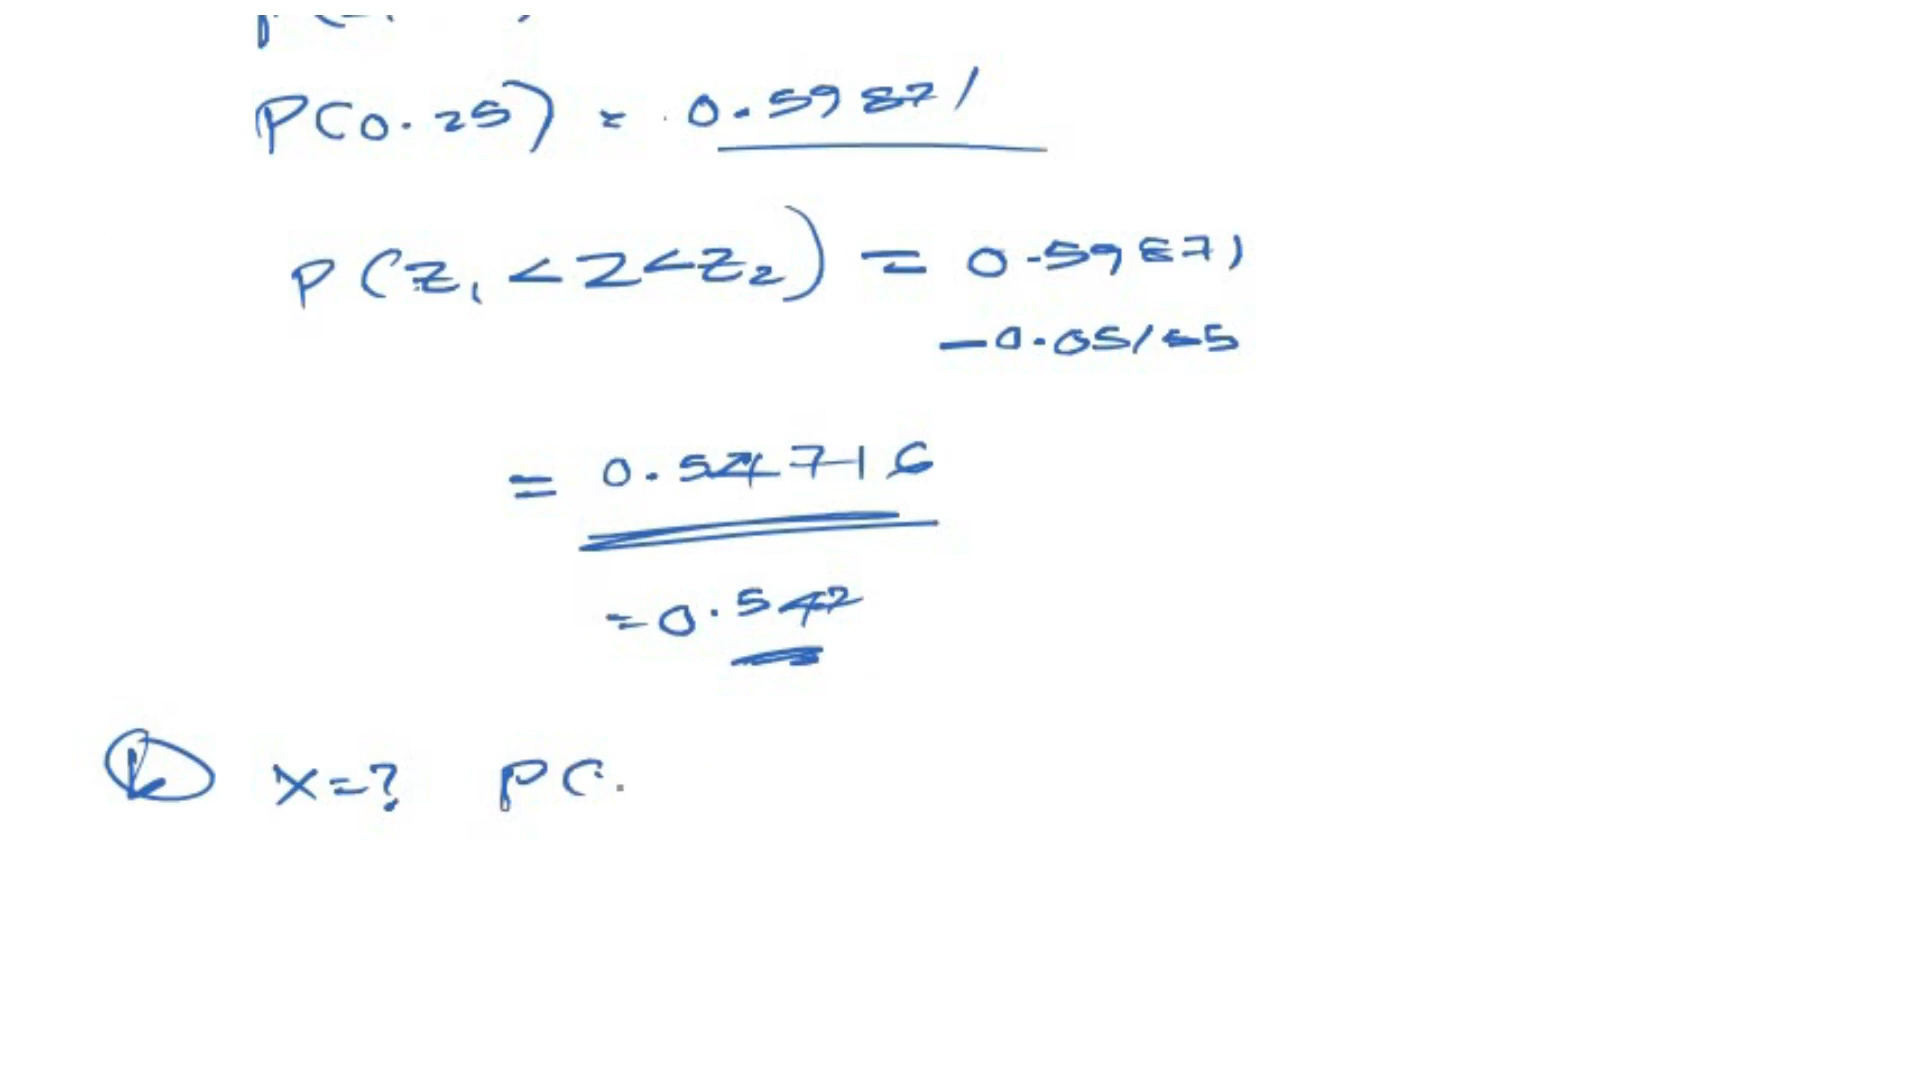 P(0.25) = 0.59871
P(Z1 < Z < Z2) = 0.59871
-0.05155
= 0.54716
= 0.547
b X=? P(